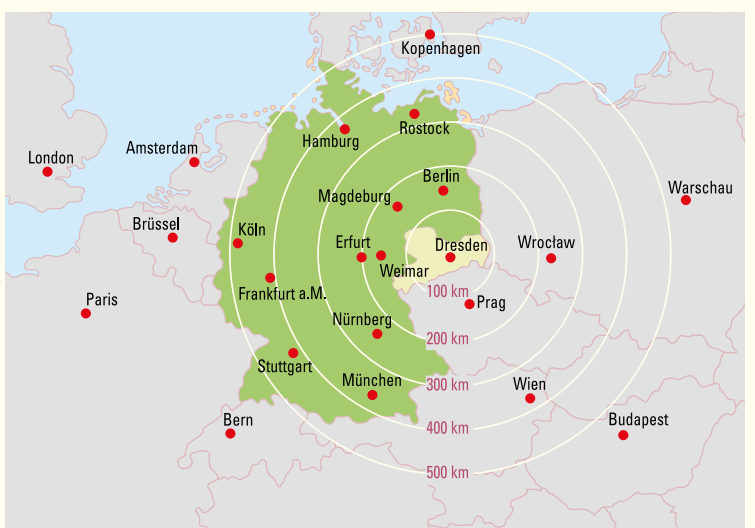 Kopenhagen
Rostock
Hamburg
Amsterdam
London
Berlin
Warschau
Magdeburg
Brüssel
Köln
Erfurt
Dresden
Wrocław
Weimar
Frankfurt a.M.
100 km
Prag
Paris
Nürnberg
200 km
Stuttgart
München
300 km
Wien
Bern
Budapest
400 km
500 km